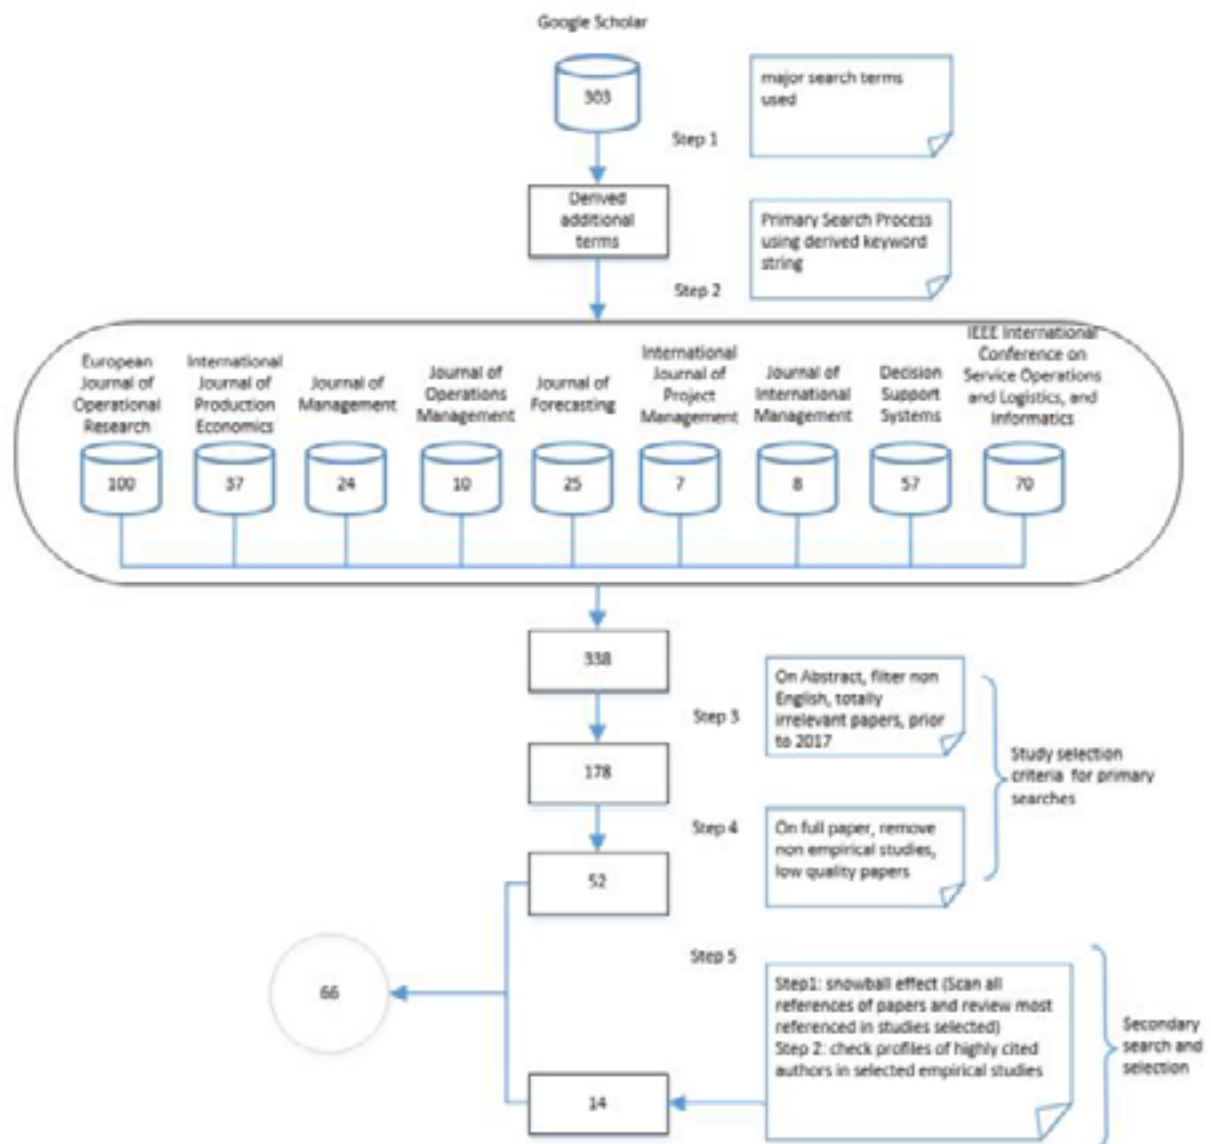 Google Scholar
303
major search terms
used
Step 1
Derived
additional
terms
Primary Search Process
using derived keyword
string
Step 2
European
Journal of
Operational
Research
International
Journal of
Production
Economics
Journal of
Management
Journal of
Operations
Management
Journal of
Forecasting
International
Journal of
Project
Management
Journal of
International
Management
Decision
Support
Systems
IEEE International
Conference on
Service Operations
and Logistics, and
Informatics
100
37
24
10
25
7
8
57
70
338
Step 3
On Abstract, filter non
English, totally
irrelevant papers, prior
to 2017
178
Study selection
criteria for primary
searches
Step 4
On full paper, remove
non empirical studies,
low quality papers
52
Step 5
66
Step1: snowball effect (Scan all
references of papers and review most
referenced in studies selected)
Step 2: check profiles of highly cited
authors in selected empirical studies
Secondary
search and
selection
14